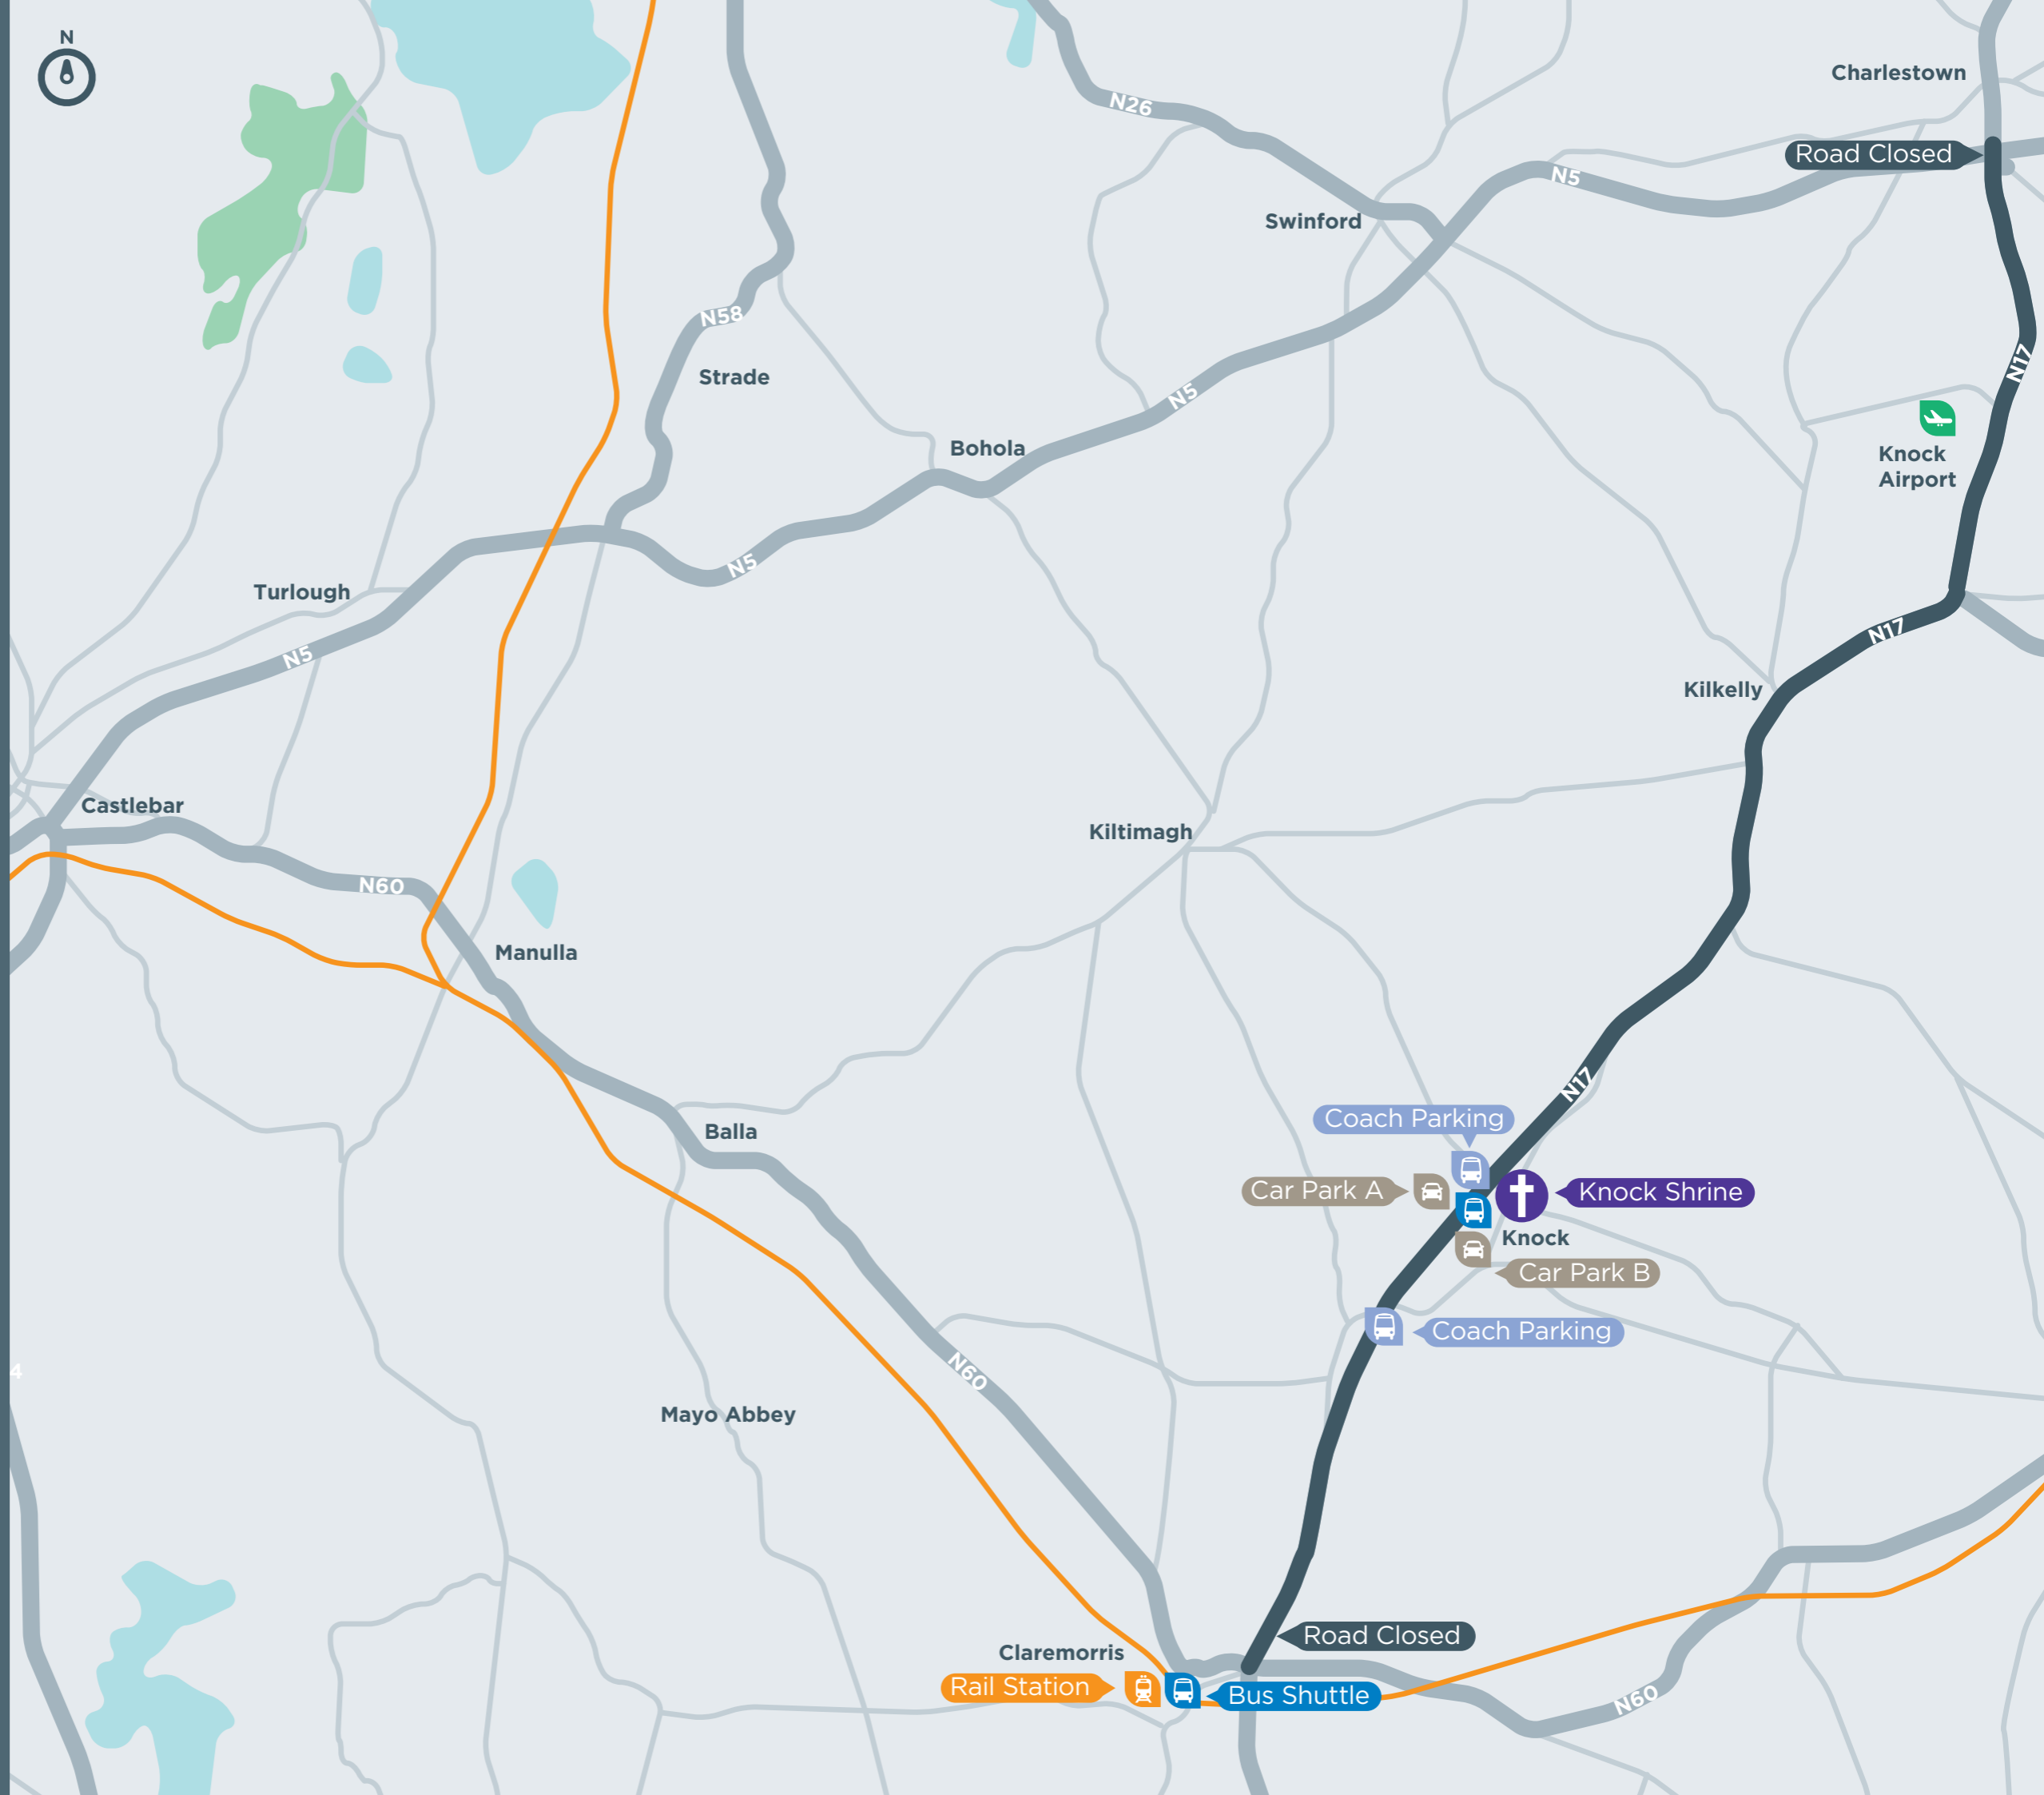 N
Charlestown
N26
Road Closed
N5
Swinford
N58
N17
Strade
N5
Bohola
Knock
Airport
N5
Turlough
N17
N5
Kilkelly
Castlebar
Kiltimagh
N60
Manulla
N17
Coach Parking
Balla
Car Park A
Knock Shrine
Knock
Car Park B
Coach Parking
4
N60
Mayo Abbey
Road Closed
Claremorris
Rail Station
Bus Shuttle
N60